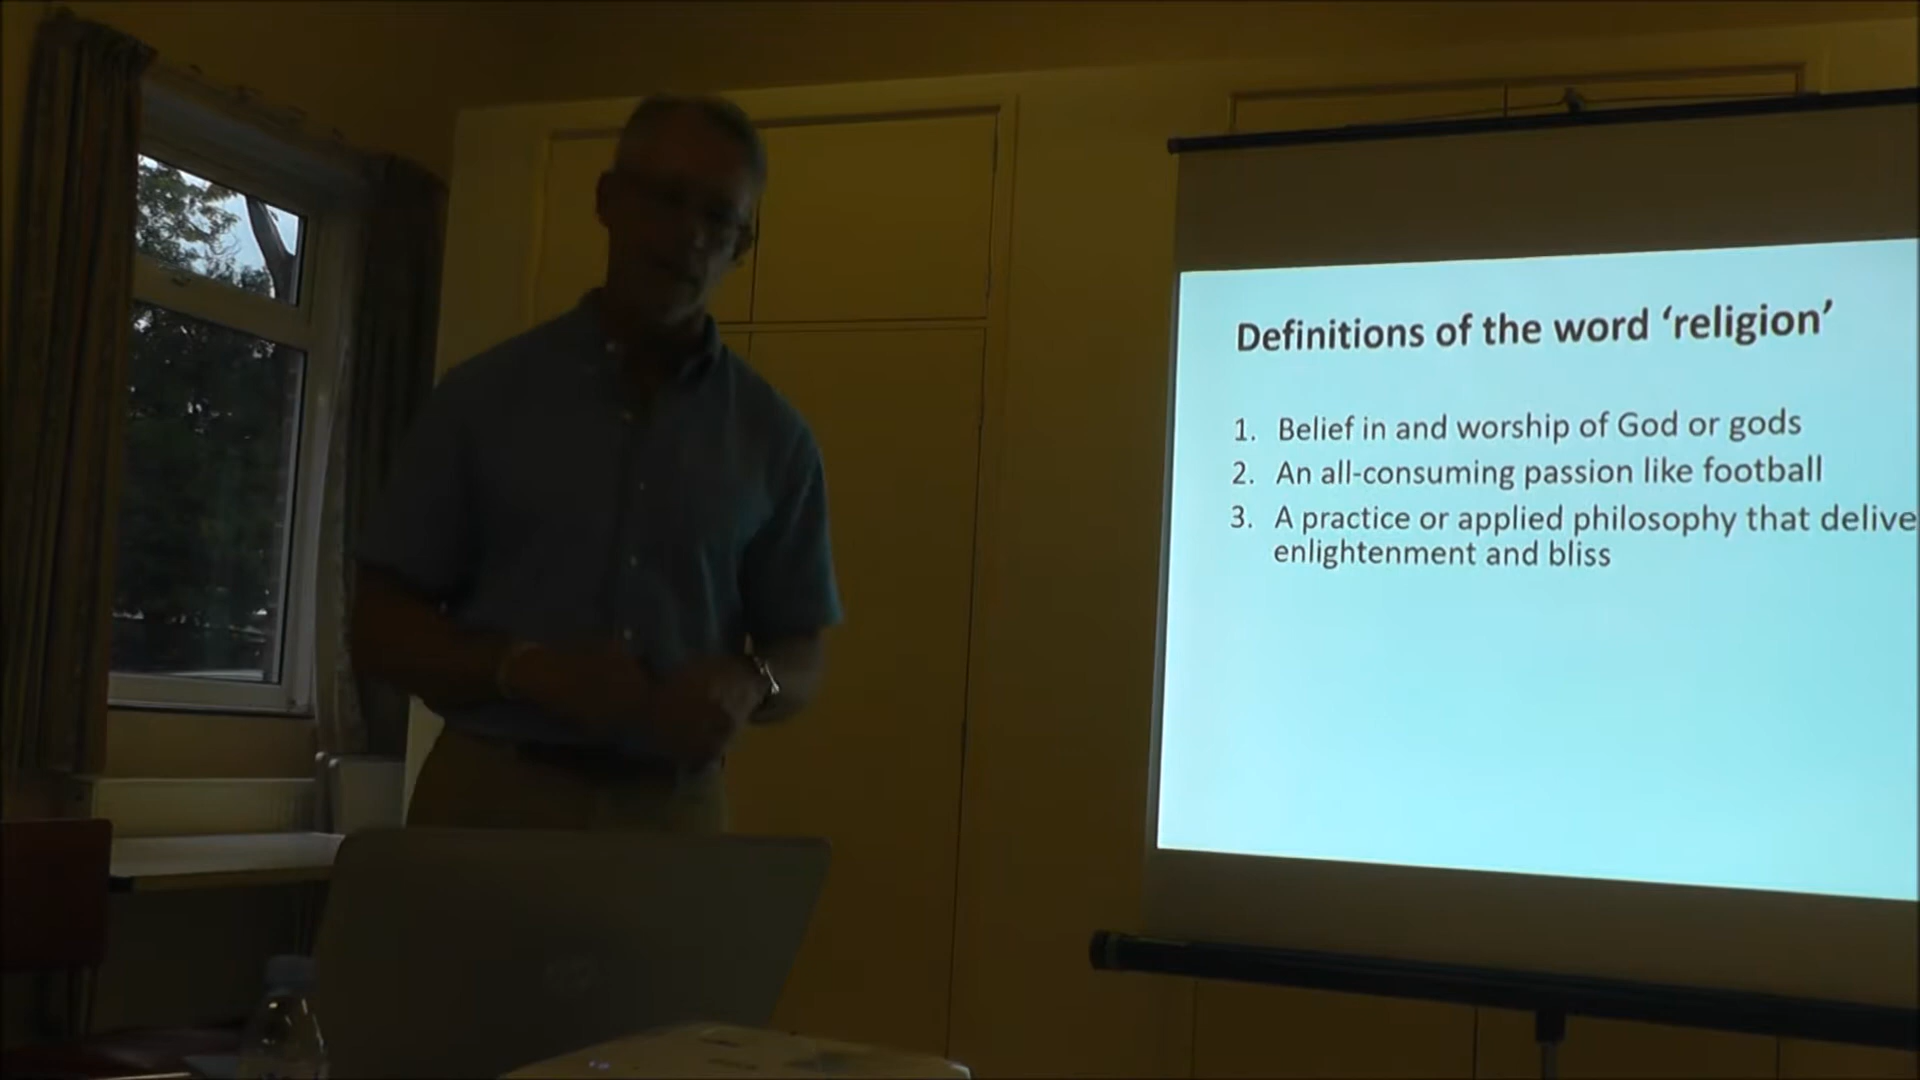 Definitions of the word ‘religion’
1. Belief in and worship of God or gods
2. An all-consuming passion like football
3. A practice or applied philosophy that delive
enlightenment and bliss